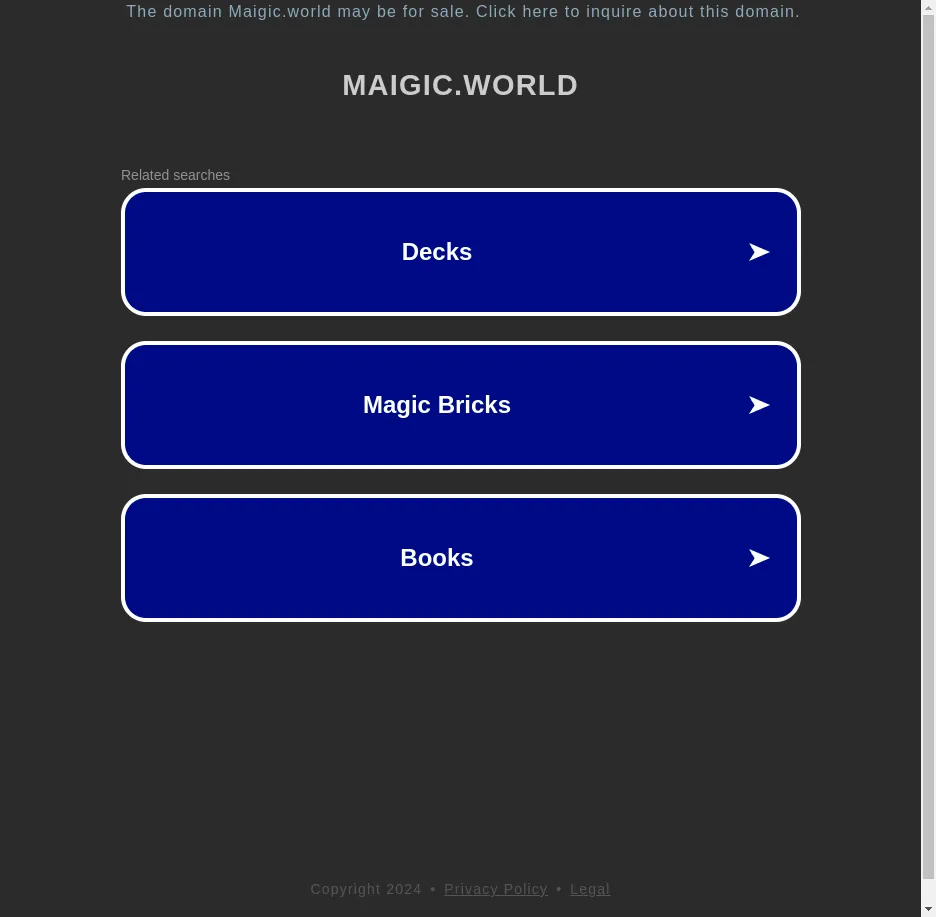 The domain Maigic.world may be for sale. Click here to inquire about this domain.
MAIGIC.WORLD
Related searches
Decks
Magic Bricks
Books
Copyright 2024 • Privacy Policy • Legal